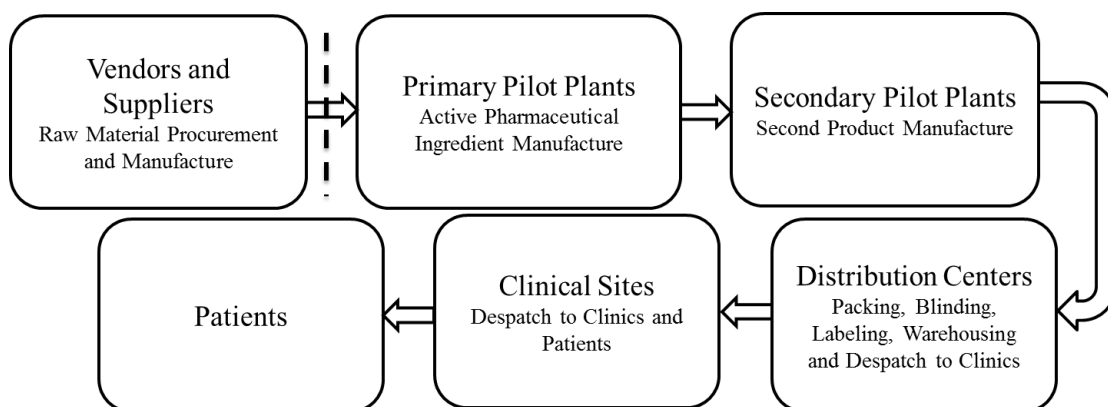 Vendors and
Suppliers
Raw Material Procurement
and Manufacture
Primary Pilot Plants
Active Pharmaceutical
Ingredient Manufacture
Secondary Pilot Plants
Second Product Manufacture
Distribution Centers
Packing, Blinding,
Labeling, Warehousing
and Despatch to Clinics
Clinical Sites
Despatch to Clinics and
Patients
Patients